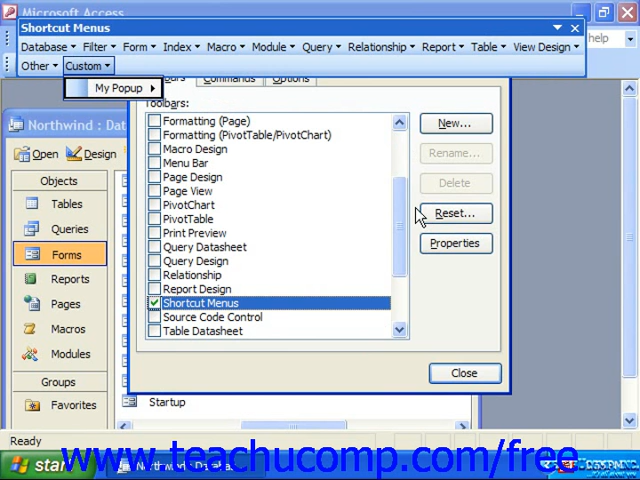 Microsoft Access
Shortcut Menus
Database Filter Form Index Macro Module Query Relationship Report Table View Design
help
Other Custom
My Popup
Commands Options
Toolbars:
Formatting (Page)
Formatting (PivotTable/PivotChart)
Macro Design
Menu Bar
Page Design
Page View
PivotChart
PivotTable
Print Preview
Query Datasheet
Query Design
Relationship
Report Design
Shortcut Menus
Source Code Control
Table Datasheet
New...
Rename...
Delete
Reset...
Properties
Close
Northwind : Dat
Open Design
Objects
Tables
Queries
Forms
Reports
Pages
Macros
Modules
Groups
Favorites
Startup
Ready
start
www.teachucomp.com/free